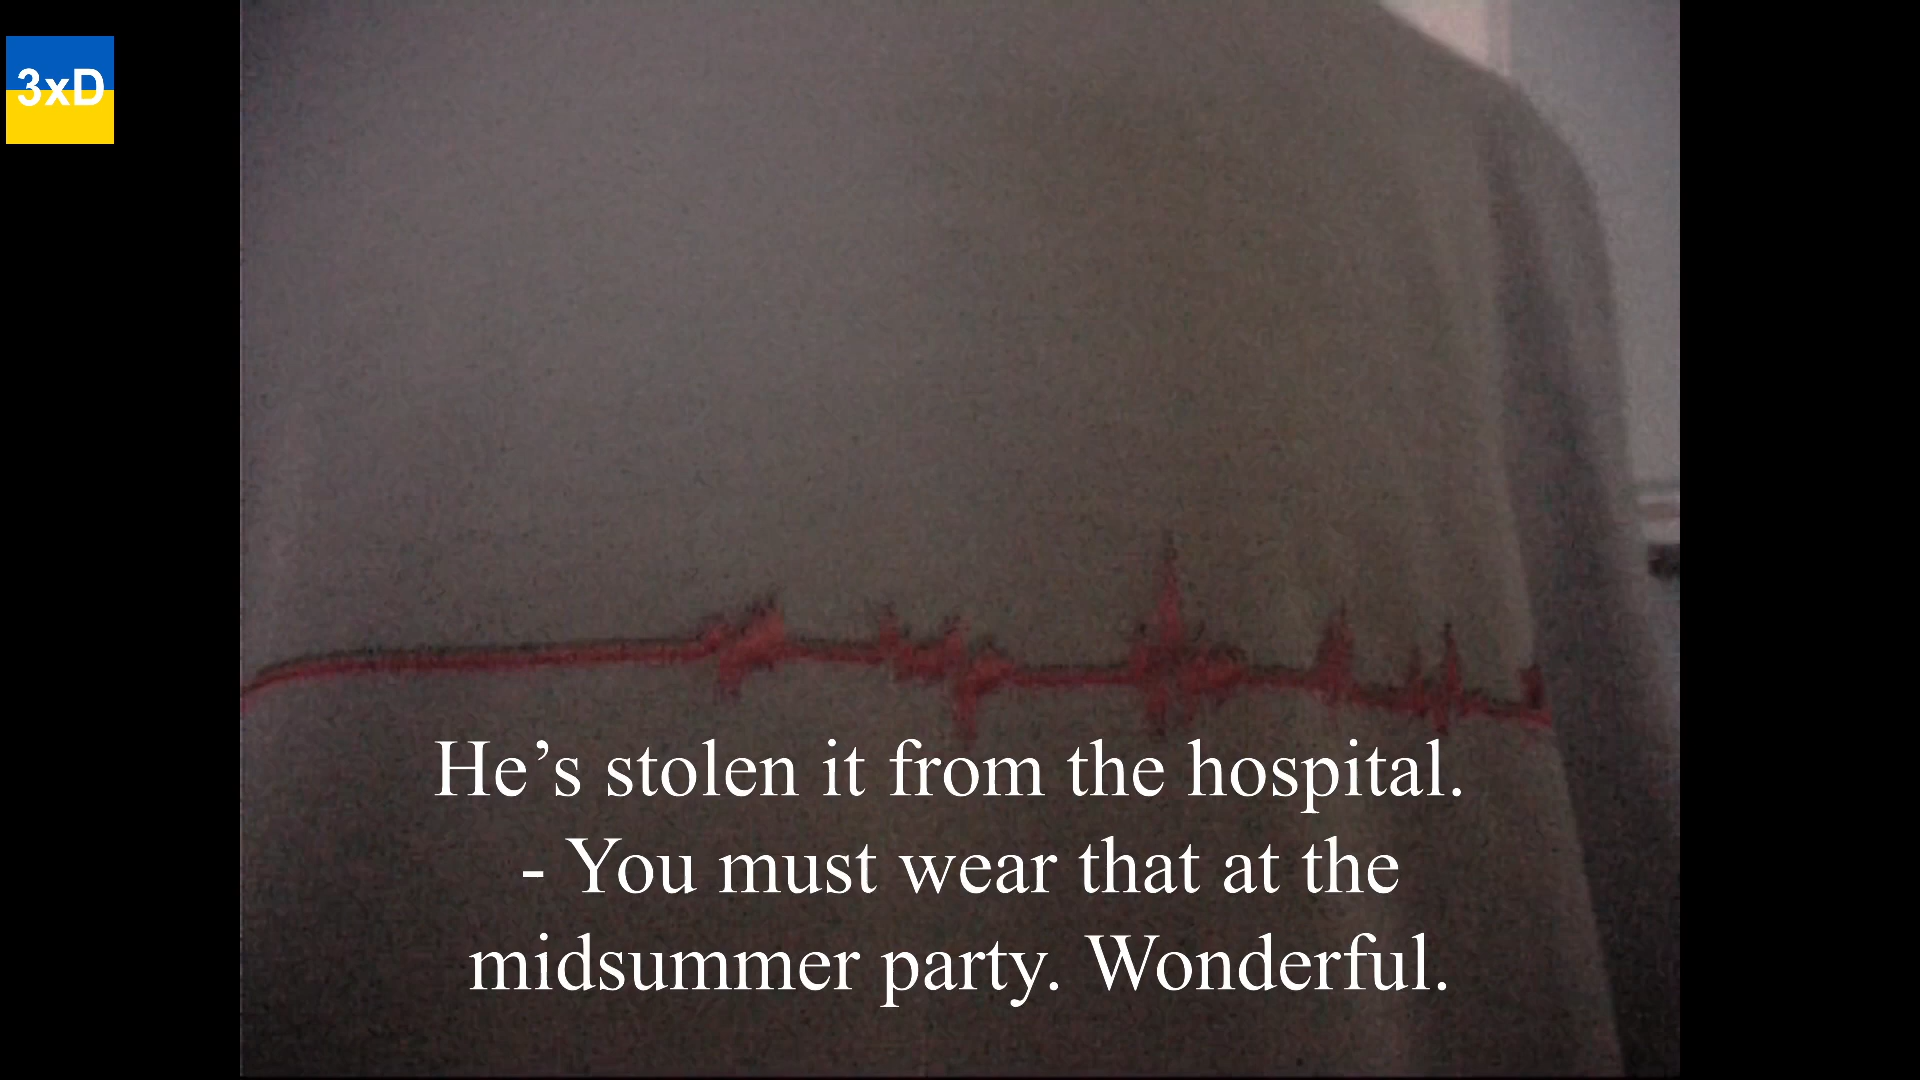 3xD
He’s stolen it from the hospital.
- You must wear that at the
midsummer party. Wonderful.